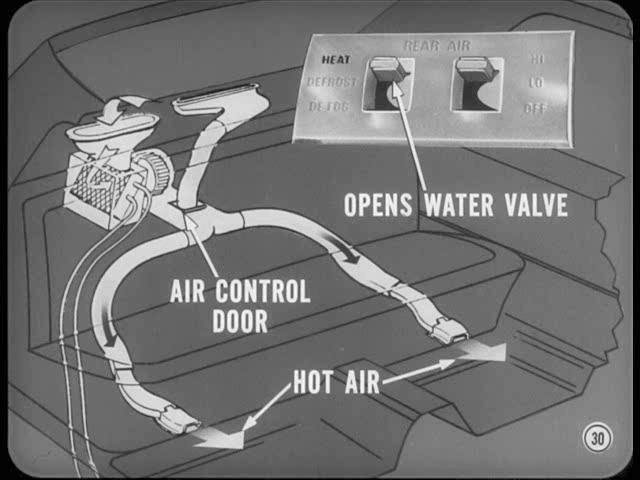 REAR AIR
HEAT
DEFROST
DE-FOG
HI
LO
OFF
OPENS WATER VALVE
AIR CONTROL
DOOR
HOT AIR
30